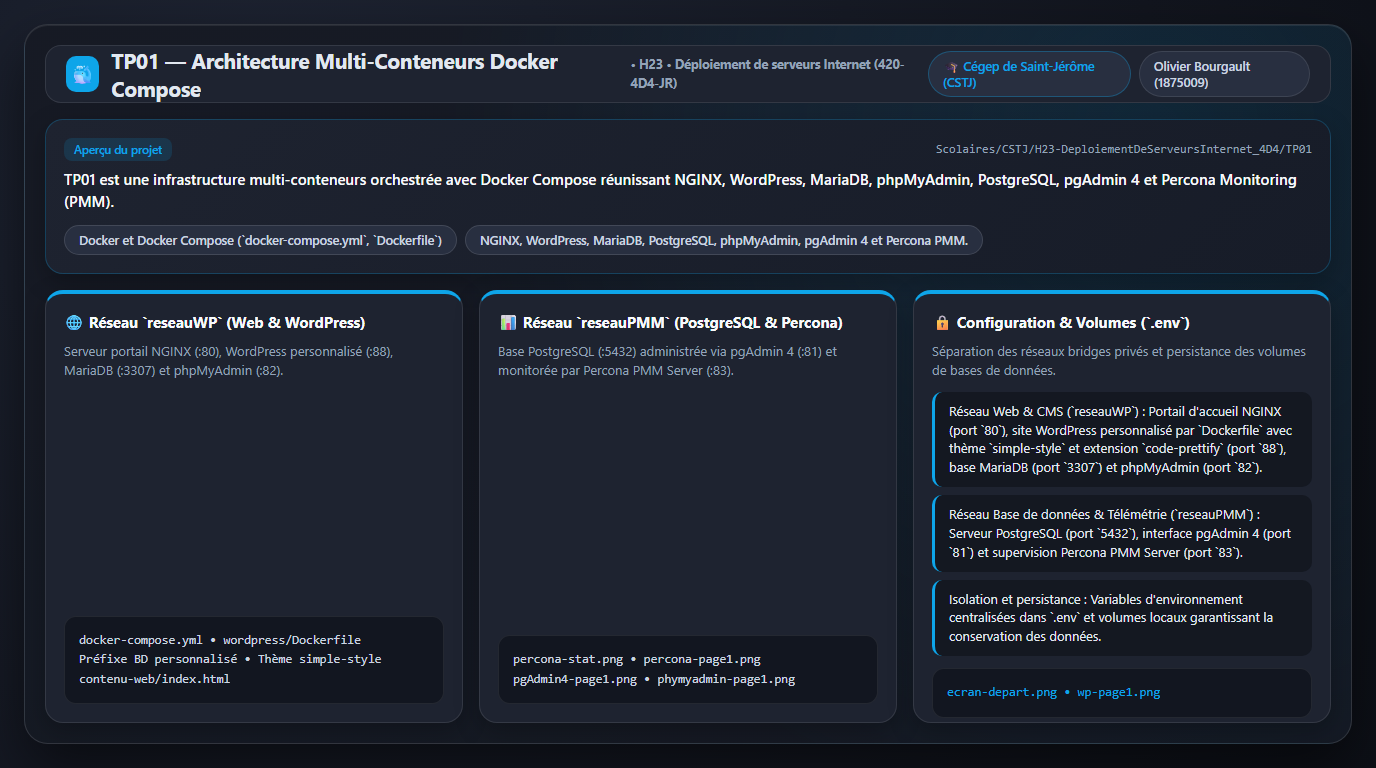 TP01 — Architecture Multi-Conteneurs Docker
Compose
• H23 • Déploiement de serveurs Internet (420-
4D4-JR)
Cégep de Saint-Jérôme
(CSTJ)
Olivier Bourgault
(1875009)
Aperçu du projet
Scolaires/CSTJ/H23-DeploiementDeServeursInternet_4D4/TP01
TP01 est une infrastructure multi-conteneurs orchestrée avec Docker Compose réunissant NGINX, WordPress, MariaDB, phpMyAdmin, PostgreSQL, pgAdmin 4 et Percona Monitoring
(PMM).
Docker et Docker Compose (`docker-compose.yml`, `Dockerfile`)
NGINX, WordPress, MariaDB, PostgreSQL, phpMyAdmin, pgAdmin 4 et Percona PMM.
Réseau `reseauWP` (Web & WordPress)
Serveur portail NGINX (:80), WordPress personnalisé (:88),
MariaDB (:3307) et phpMyAdmin (:82).
docker-compose.yml • wordpress/Dockerfile
Préfixe BD personnalisé • Thème simple-style
contenu-web/index.html
Réseau `reseauPMM` (PostgreSQL & Percona)
Base PostgreSQL (:5432) administrée via pgAdmin 4 (:81) et
monitorée par Percona PMM Server (:83).
percona-stat.png • percona-page1.png
pgAdmin4-page1.png • phymyadmin-page1.png
Configuration & Volumes (`.env`)
Séparation des réseaux bridges privés et persistance des volumes
de bases de données.
Réseau Web & CMS (`reseauWP`) : Portail d'accueil NGINX
(port `80`), site WordPress personnalisé par `Dockerfile` avec
thème `simple-style` et extension `code-prettify` (port `88`),
base MariaDB (port `3307`) et phpMyAdmin (port `82`).
Réseau Base de données & Télémétrie (`reseauPMM`) :
Serveur PostgreSQL (port `5432`), interface pgAdmin 4 (port
`81`) et supervision Percona PMM Server (port `83`).
Isolation et persistance : Variables d'environnement
centralisées dans `.env` et volumes locaux garantissant la
conservation des données.
ecran-depart.png • wp-page1.png